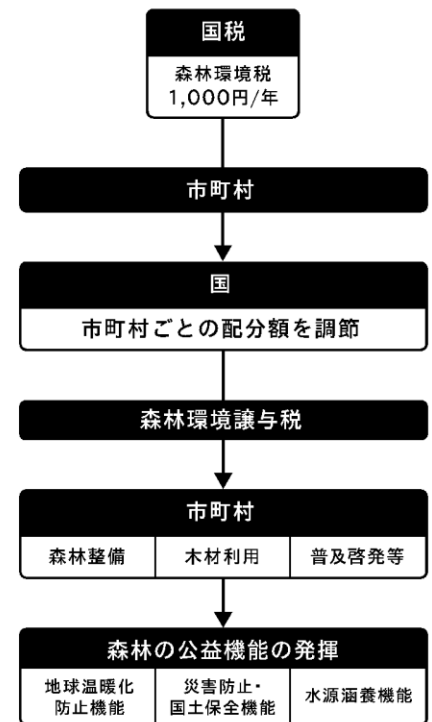 国税
森林環境税
1,000円/年
市町村
国
市町村ごとの配分額を調節
森林環境譲与税
市町村
森林整備
木材利用
普及啓発等
森林の公益機能の発揮
地球温暖化
防止機能
災害防止・
国土保全機能
水源涵養機能